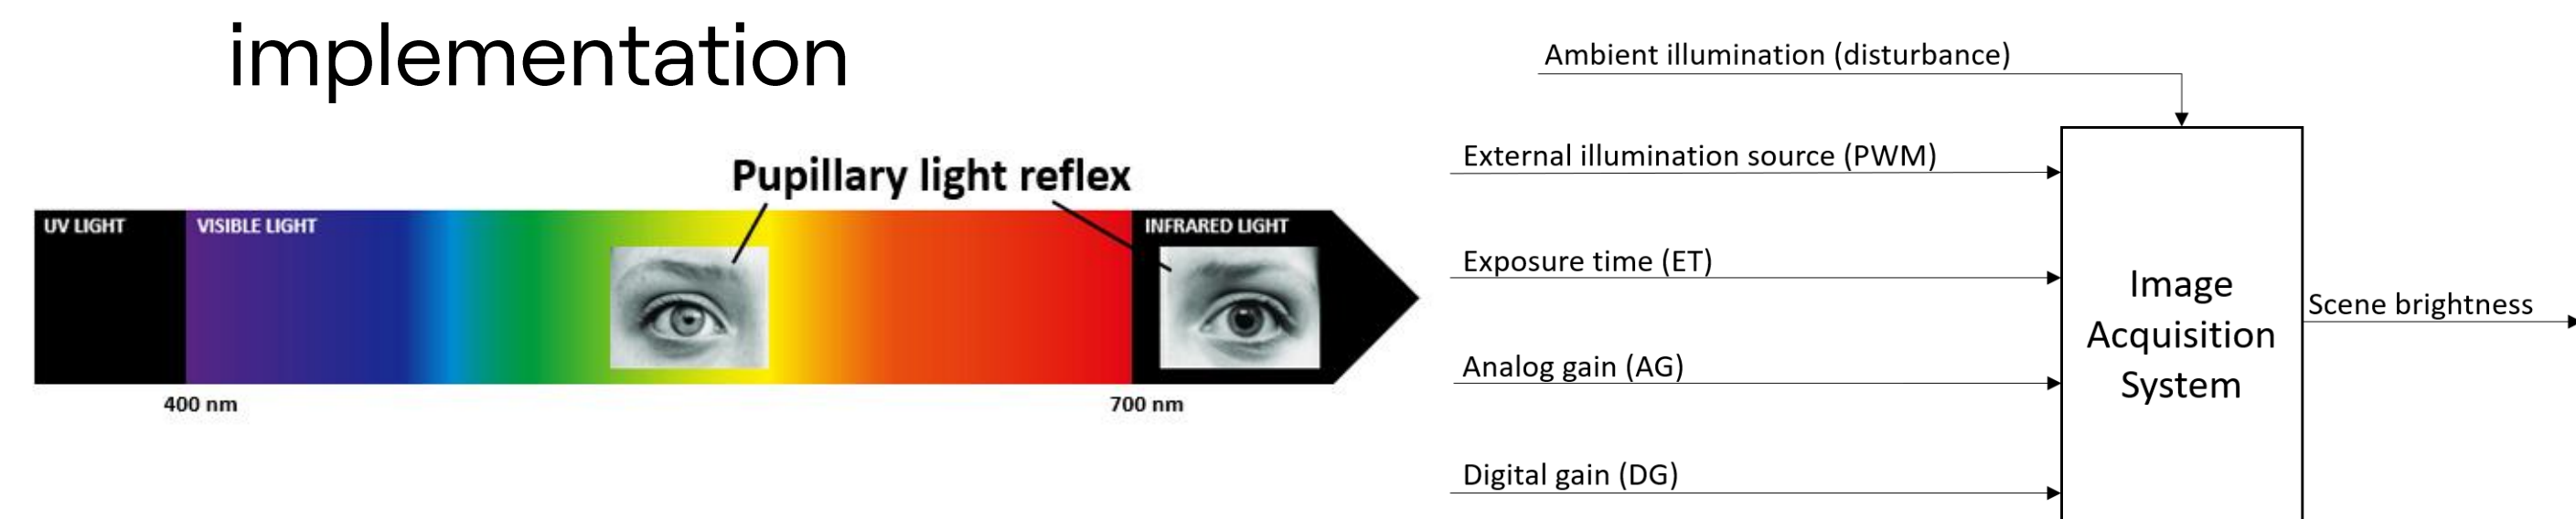 implementation
Pupillary light reflex
UV LIGHT
VISIBLE LIGHT
INFRARED LIGHT
400 nm
700 nm
Ambient illumination (disturbance)
External illumination source (PWM)
Exposure time (ET)
Analog gain (AG)
Digital gain (DG)
Image
Acquisition
System
Scene brightness